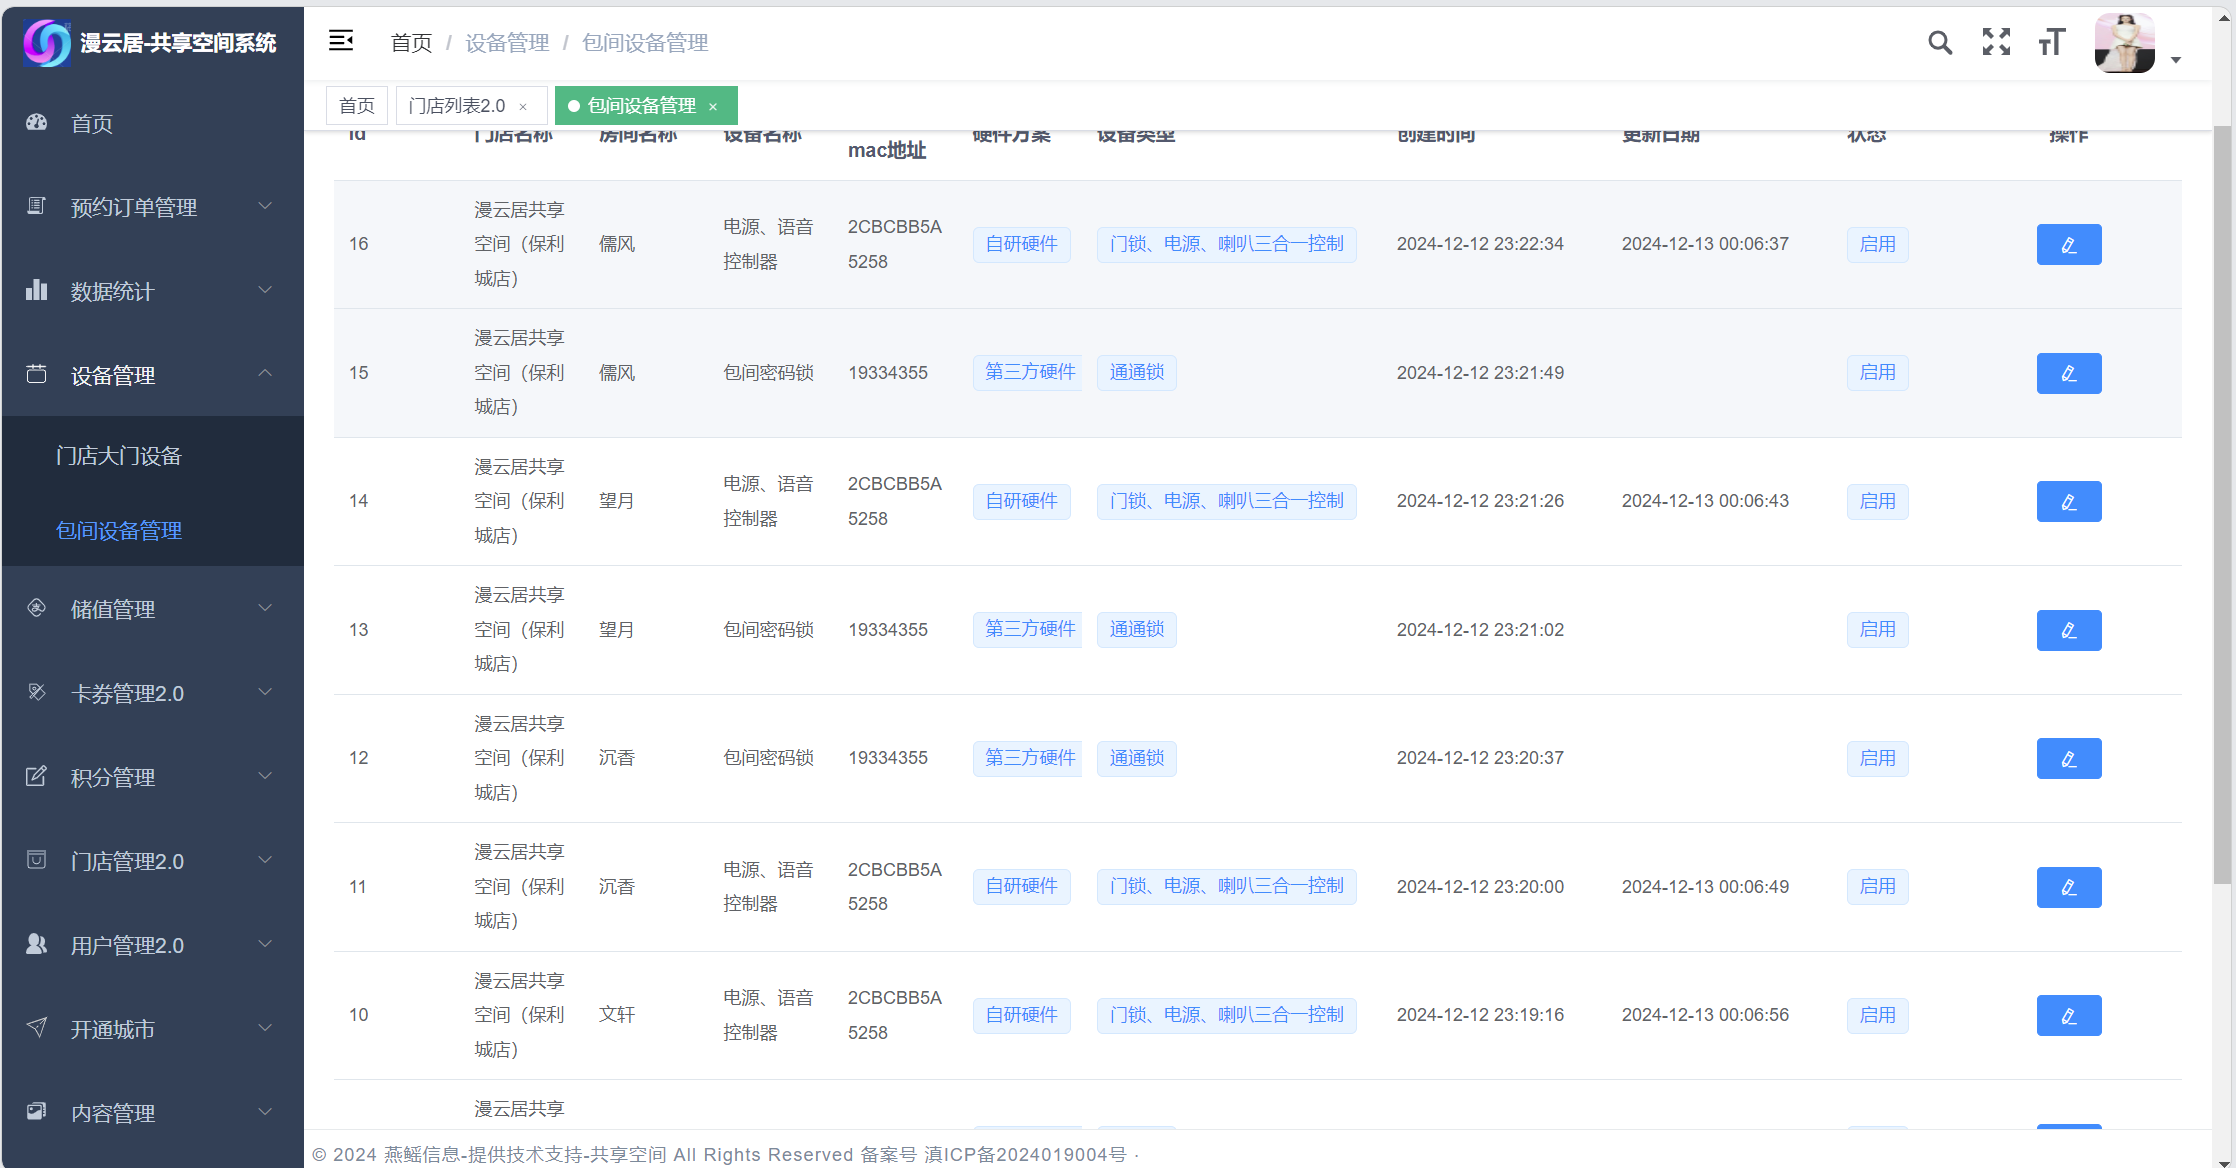 漫云居-共享空间系统
首页 / 设备管理 / 包间设备管理
首页
门店列表2.0 ×
包间设备管理 ×
首页
预约订单管理
数据统计
设备管理
门店大门设备
包间设备管理
储值管理
卡券管理2.0
积分管理
门店管理2.0
用户管理2.0
开通城市
内容管理
Id 门店名称 房间名称 设备名称 mac地址 硬件方案 设备类型 创建时间 更新日期 状态 操作
16 漫云居共享空间（保利城店） 儒风 电源、语音控制器 2CBCBB5A5258 自研硬件 门锁、电源、喇叭三合一控制 2024-12-12 23:22:34 2024-12-13 00:06:37 启用
15 漫云居共享空间（保利城店） 儒风 包间密码锁 19334355 第三方硬件 通通锁 2024-12-12 23:21:49 启用
14 漫云居共享空间（保利城店） 望月 电源、语音控制器 2CBCBB5A5258 自研硬件 门锁、电源、喇叭三合一控制 2024-12-12 23:21:26 2024-12-13 00:06:43 启用
13 漫云居共享空间（保利城店） 望月 包间密码锁 19334355 第三方硬件 通通锁 2024-12-12 23:21:02 启用
12 漫云居共享空间（保利城店） 沉香 包间密码锁 19334355 第三方硬件 通通锁 2024-12-12 23:20:37 启用
11 漫云居共享空间（保利城店） 沉香 电源、语音控制器 2CBCBB5A5258 自研硬件 门锁、电源、喇叭三合一控制 2024-12-12 23:20:00 2024-12-13 00:06:49 启用
10 漫云居共享空间（保利城店） 文轩 电源、语音控制器 2CBCBB5A5258 自研硬件 门锁、电源、喇叭三合一控制 2024-12-12 23:19:16 2024-12-13 00:06:56 启用
漫云居共享
© 2024 燕鳐信息-提供技术支持-共享空间 All Rights Reserved 备案号 滇ICP备2024019004号 ·